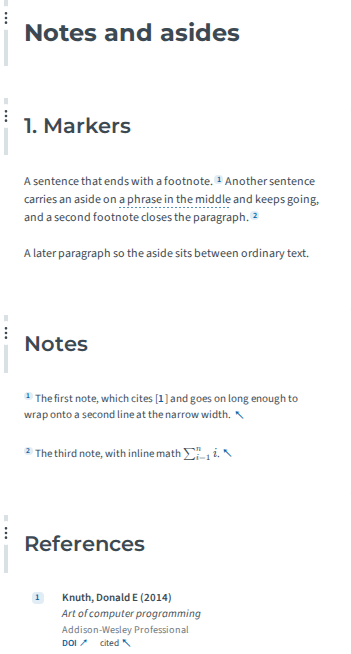 Notes and asides
1. Markers
A sentence that ends with a footnote. 1 Another sentence
carries an aside on a phrase in the middle and keeps going,
and a second footnote closes the paragraph. 2
A later paragraph so the aside sits between ordinary text.
Notes
1 The first note, which cites [1] and goes on long enough to
wrap onto a second line at the narrow width. ↖
2 The third note, with inline math ∑ⁿᵢ₋₁ i. ↖
References
1 Knuth, Donald E (2014)
Art of computer programming
Addison-Wesley Professional
DOI ↗ cited ↖